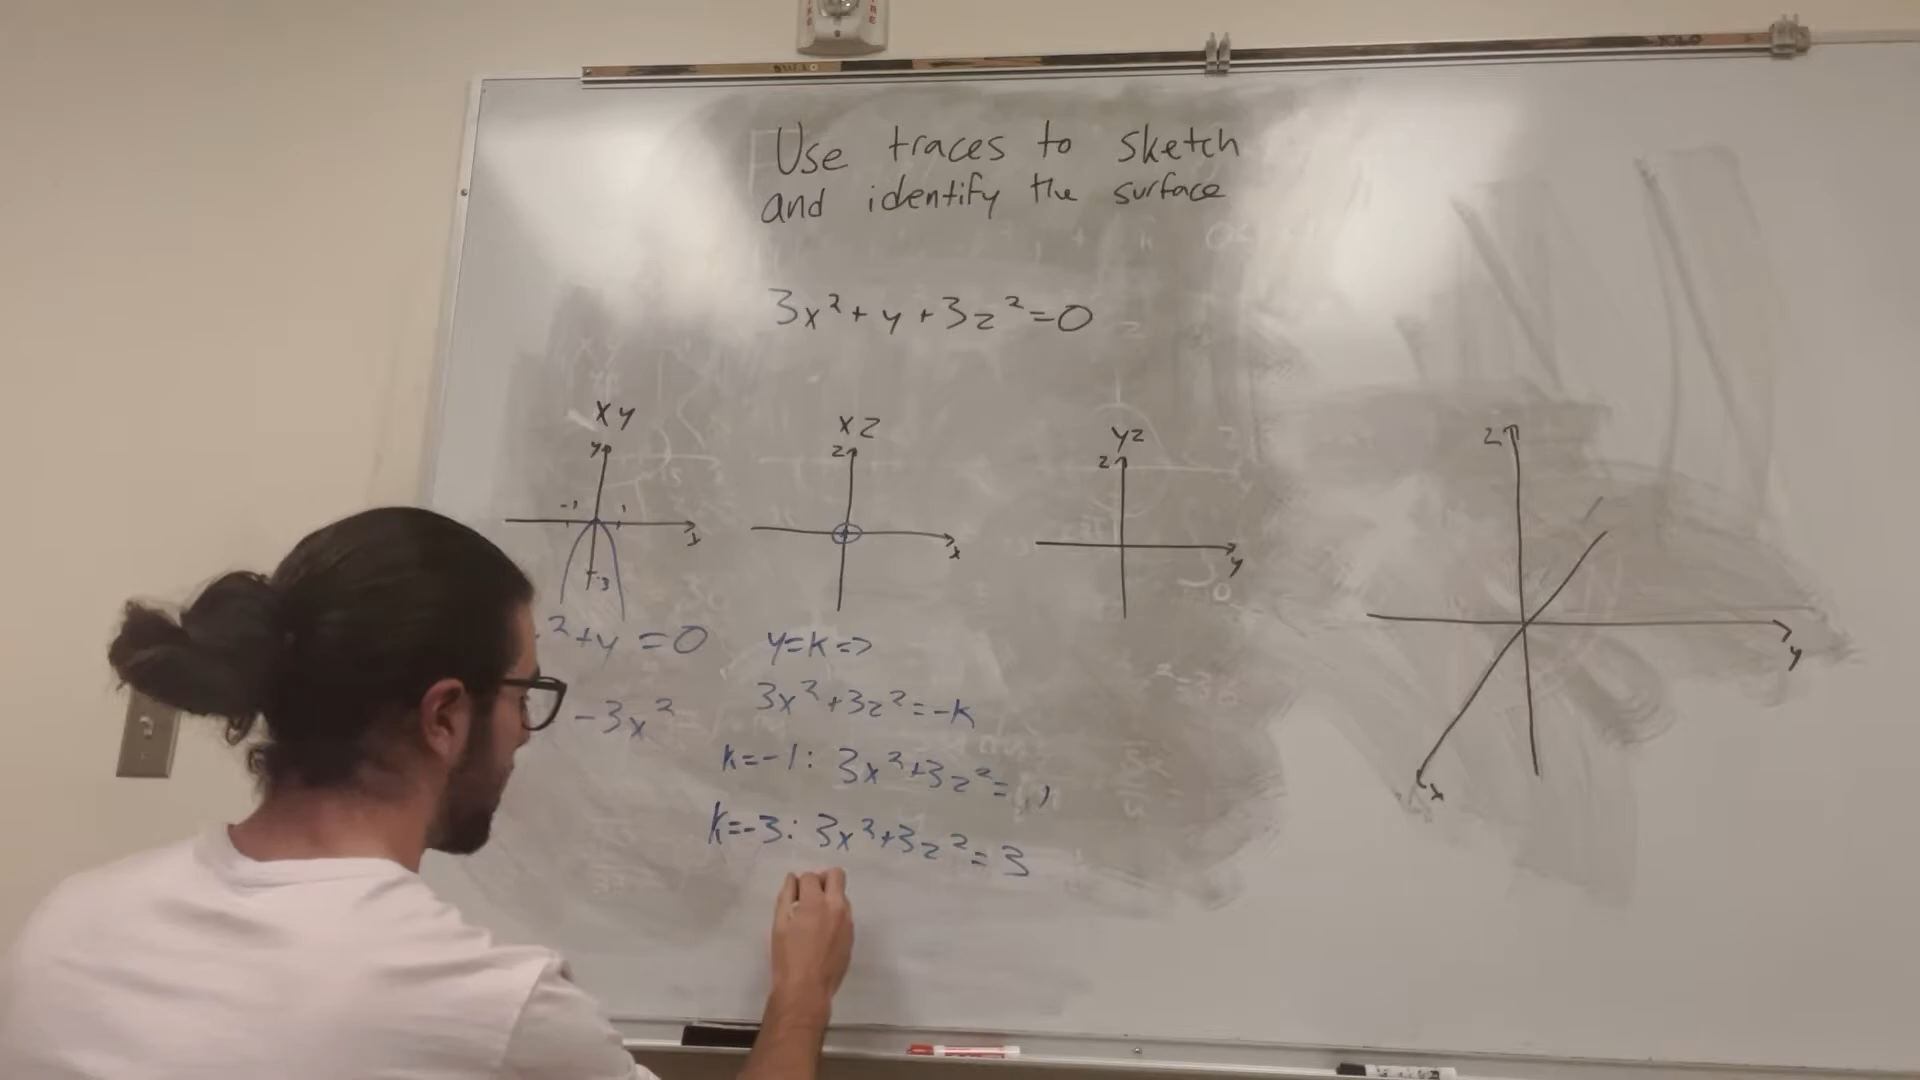 Use traces to sketch
and identify the surface
3x²+y+3z²=0
xy
y
-1
1
x
-3
²+y=0
-3x²
xz
z
x
y=k=>
3x²+3z²=-k
k=-1: 3x²+3z²=1
k=-3: 3x²+3z²=3
yz
z
y
z
y
x